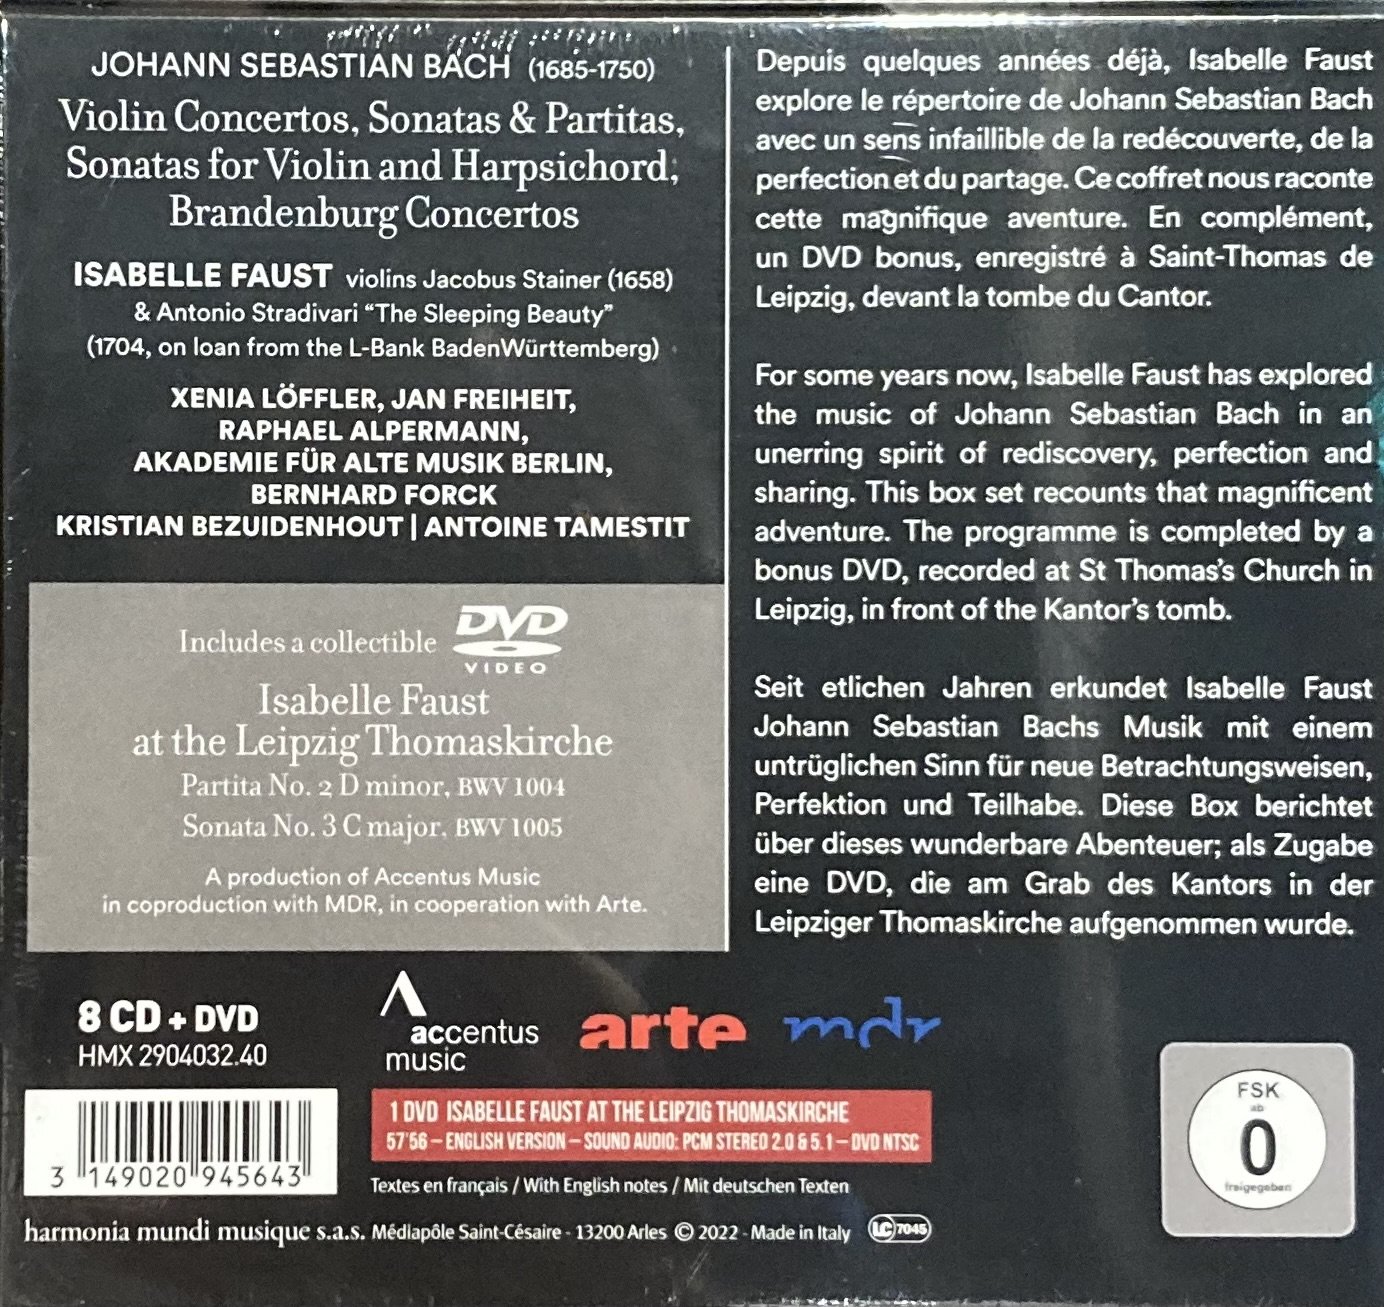 JOHANN SEBASTIAN BACH (1685-1750)
Violin Concertos, Sonatas & Partitas,
Sonatas for Violin and Harpsichord,
Brandenburg Concertos
ISABELLE FAUST violins Jacobus Stainer (1658)
& Antonio Stradivari “The Sleeping Beauty”
(1704, on loan from the L-Bank BadenWürttemberg)
XENIA LÖFFLER, JAN FREIHEIT,
RAPHAEL ALPERMANN,
AKADEMIE FÜR ALTE MUSIK BERLIN,
BERNHARD FORCK
KRISTIAN BEZUIDENHOUT | ANTOINE TAMESTIT
Includes a collectible DVD
VIDEO
Isabelle Faust
at the Leipzig Thomaskirche
Partita No. 2 D minor, BWV 1004
Sonata No. 3 C major. BWV 1005
A production of Accentus Music
in coproduction with MDR, in cooperation with Arte.
Depuis quelques années déjà, Isabelle Faust
explore le répertoire de Johann Sebastian Bach
avec un sens infaillible de la redécouverte, de la
perfection et du partage. Ce coffret nous raconte
cette magnifique aventure. En complément,
un DVD bonus, enregistré à Saint-Thomas de
Leipzig, devant la tombe du Cantor.
For some years now, Isabelle Faust has explored
the music of Johann Sebastian Bach in an
unerring spirit of rediscovery, perfection and
sharing. This box set recounts that magnificent
adventure. The programme is completed by a
bonus DVD, recorded at St Thomas's Church in
Leipzig, in front of the Kantor's tomb.
Seit etlichen Jahren erkundet Isabelle Faust
Johann Sebastian Bachs Musik mit einem
untrüglichen Sinn für neue Betrachtungsweisen,
Perfektion und Teilhabe. Diese Box berichtet
über dieses wunderbare Abenteuer; als Zugabe
eine DVD, die am Grab des Kantors in der
Leipziger Thomaskirche aufgenommen wurde.
8 CD + DVD
HMX 2904032.40
accentus
music
arte
mdr
1 DVD ISABELLE FAUST AT THE LEIPZIG THOMASKIRCHE
57'56 – ENGLISH VERSION – SOUND AUDIO: PCM STEREO 2.0 & 5.1 – DVD NTSC
3 149020 945643
Textes en français / With English notes / Mit deutschen Texten
harmonia mundi musique s.a.s. Médiapôle Saint-Césaire - 13200 Arles © 2022 - Made in Italy LC 7045
FSK
ab
0
freigegeben